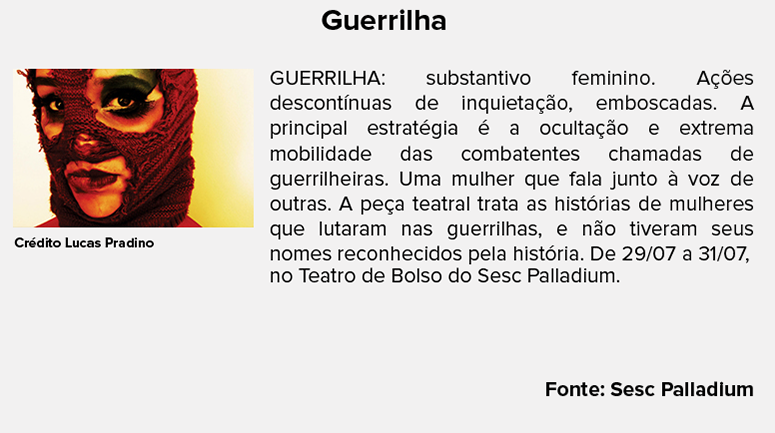 Guerrilha
GUERRILHA: substantivo feminino. Ações
descontínuas de inquietação, emboscadas. A
principal estratégia é a ocultação e extrema
mobilidade das combatentes chamadas de
guerrilheiras. Uma mulher que fala junto à voz de
outras. A peça teatral trata as histórias de mulheres
que lutaram nas guerrilhas, e não tiveram seus
nomes reconhecidos pela história. De 29/07 a 31/07,
no Teatro de Bolso do Sesc Palladium.
Crédito Lucas Pradino
Fonte: Sesc Palladium